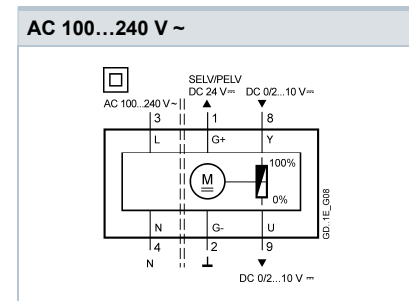 AC 100...240 V ~
SELV/PELV
AC 100...240 V~ DC 24 V⎓ DC 0/2...10 V⎓
3 1 8
L G+ Y
100%
M
0%
GD..1E_G08
N G- U
4 2 9
N ⊥
DC 0/2...10 V ⎓